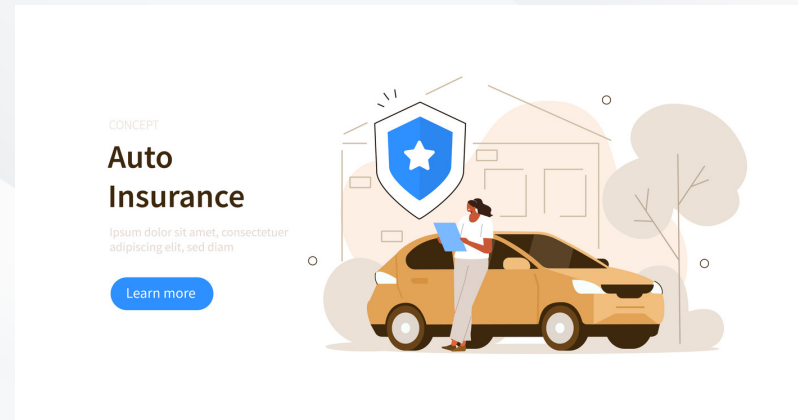 CONCEPT
Auto
Insurance
Ipsum dolor sit amet, consectetuer
adipiscing elit, sed diam
Learn more